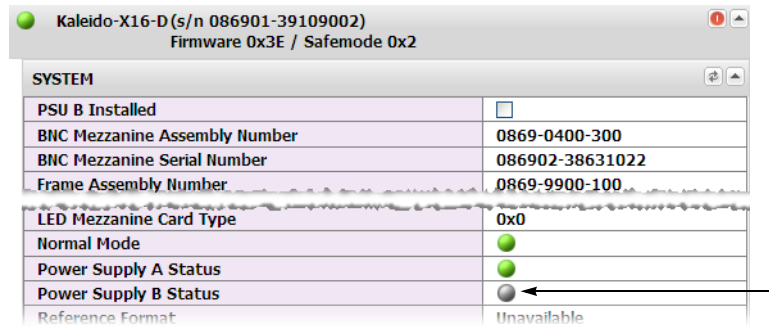 Kaleido-X16-D (s/n 086901-39109002)
Firmware 0x3E / Safemode 0x2
SYSTEM
PSU B Installed
BNC Mezzanine Assembly Number 0869-0400-300
BNC Mezzanine Serial Number 086902-38631022
Frame Assembly Number 0869-9900-100
LED Mezzanine Card Type 0x0
Normal Mode
Power Supply A Status
Power Supply B Status
Reference Format Unavailable